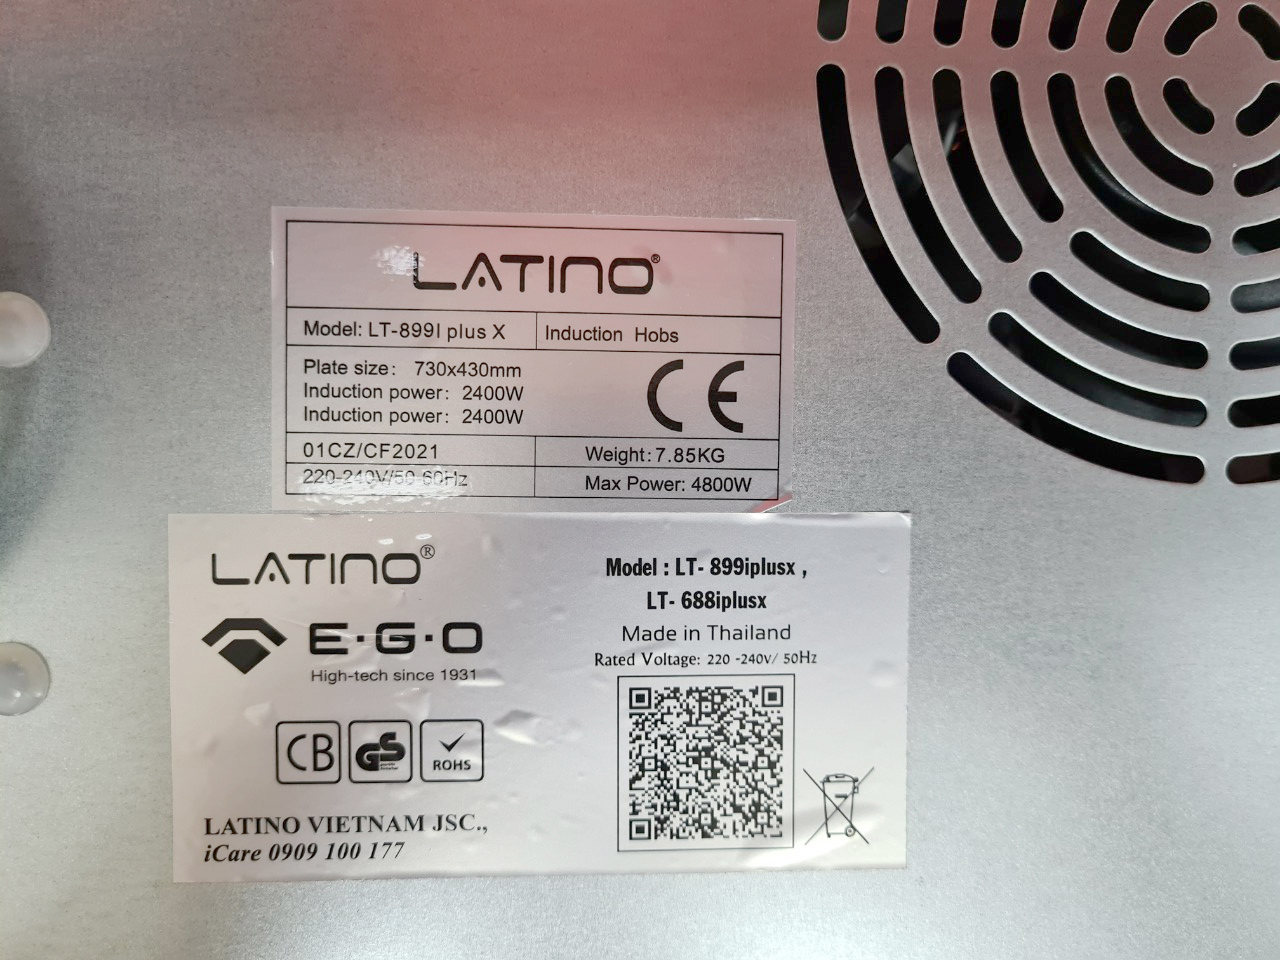 LATINO®
Model: LT-899I plus X
Induction Hobs
Plate size: 730x430mm
Induction power: 2400W
Induction power: 2400W
CE
01CZ/CF2021
Weight: 7.85KG
220-240V/50-60Hz
Max Power: 4800W
LATINO®
E·G·O
High-tech since 1931
CB
GS
ROHS
LATINO VIETNAM JSC.,
iCare 0909 100 177
Model : LT- 899iplusx ,
LT- 688iplusx
Made in Thailand
Rated Voltage: 220 -240v/ 50Hz